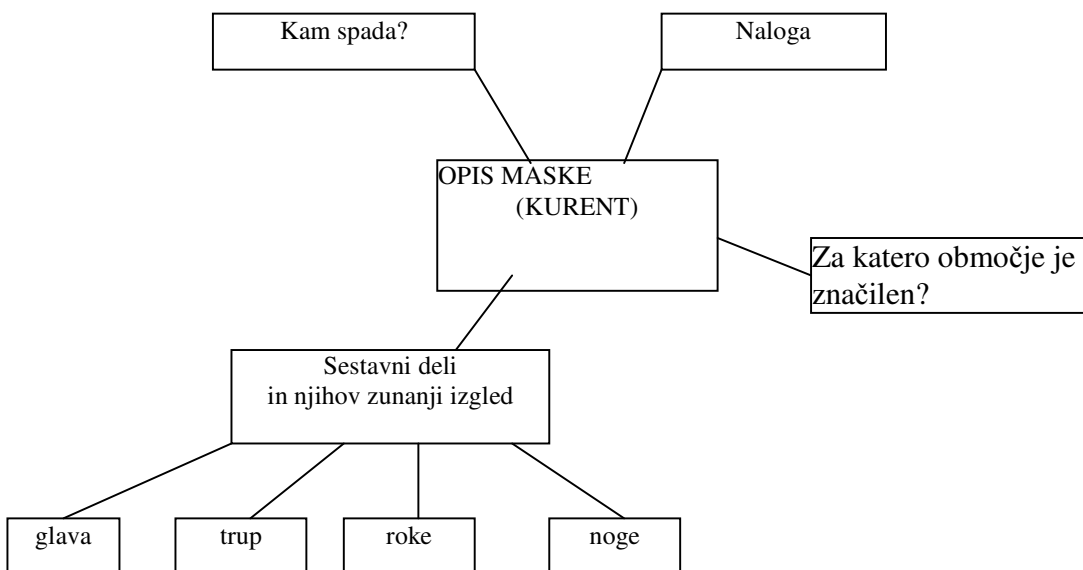 Kam spada?
Naloga
OPIS MASKE
(KURENT)
Za katero območje je
značilen?
Sestavni deli
in njihov zunanji izgled
glava
trup
roke
noge